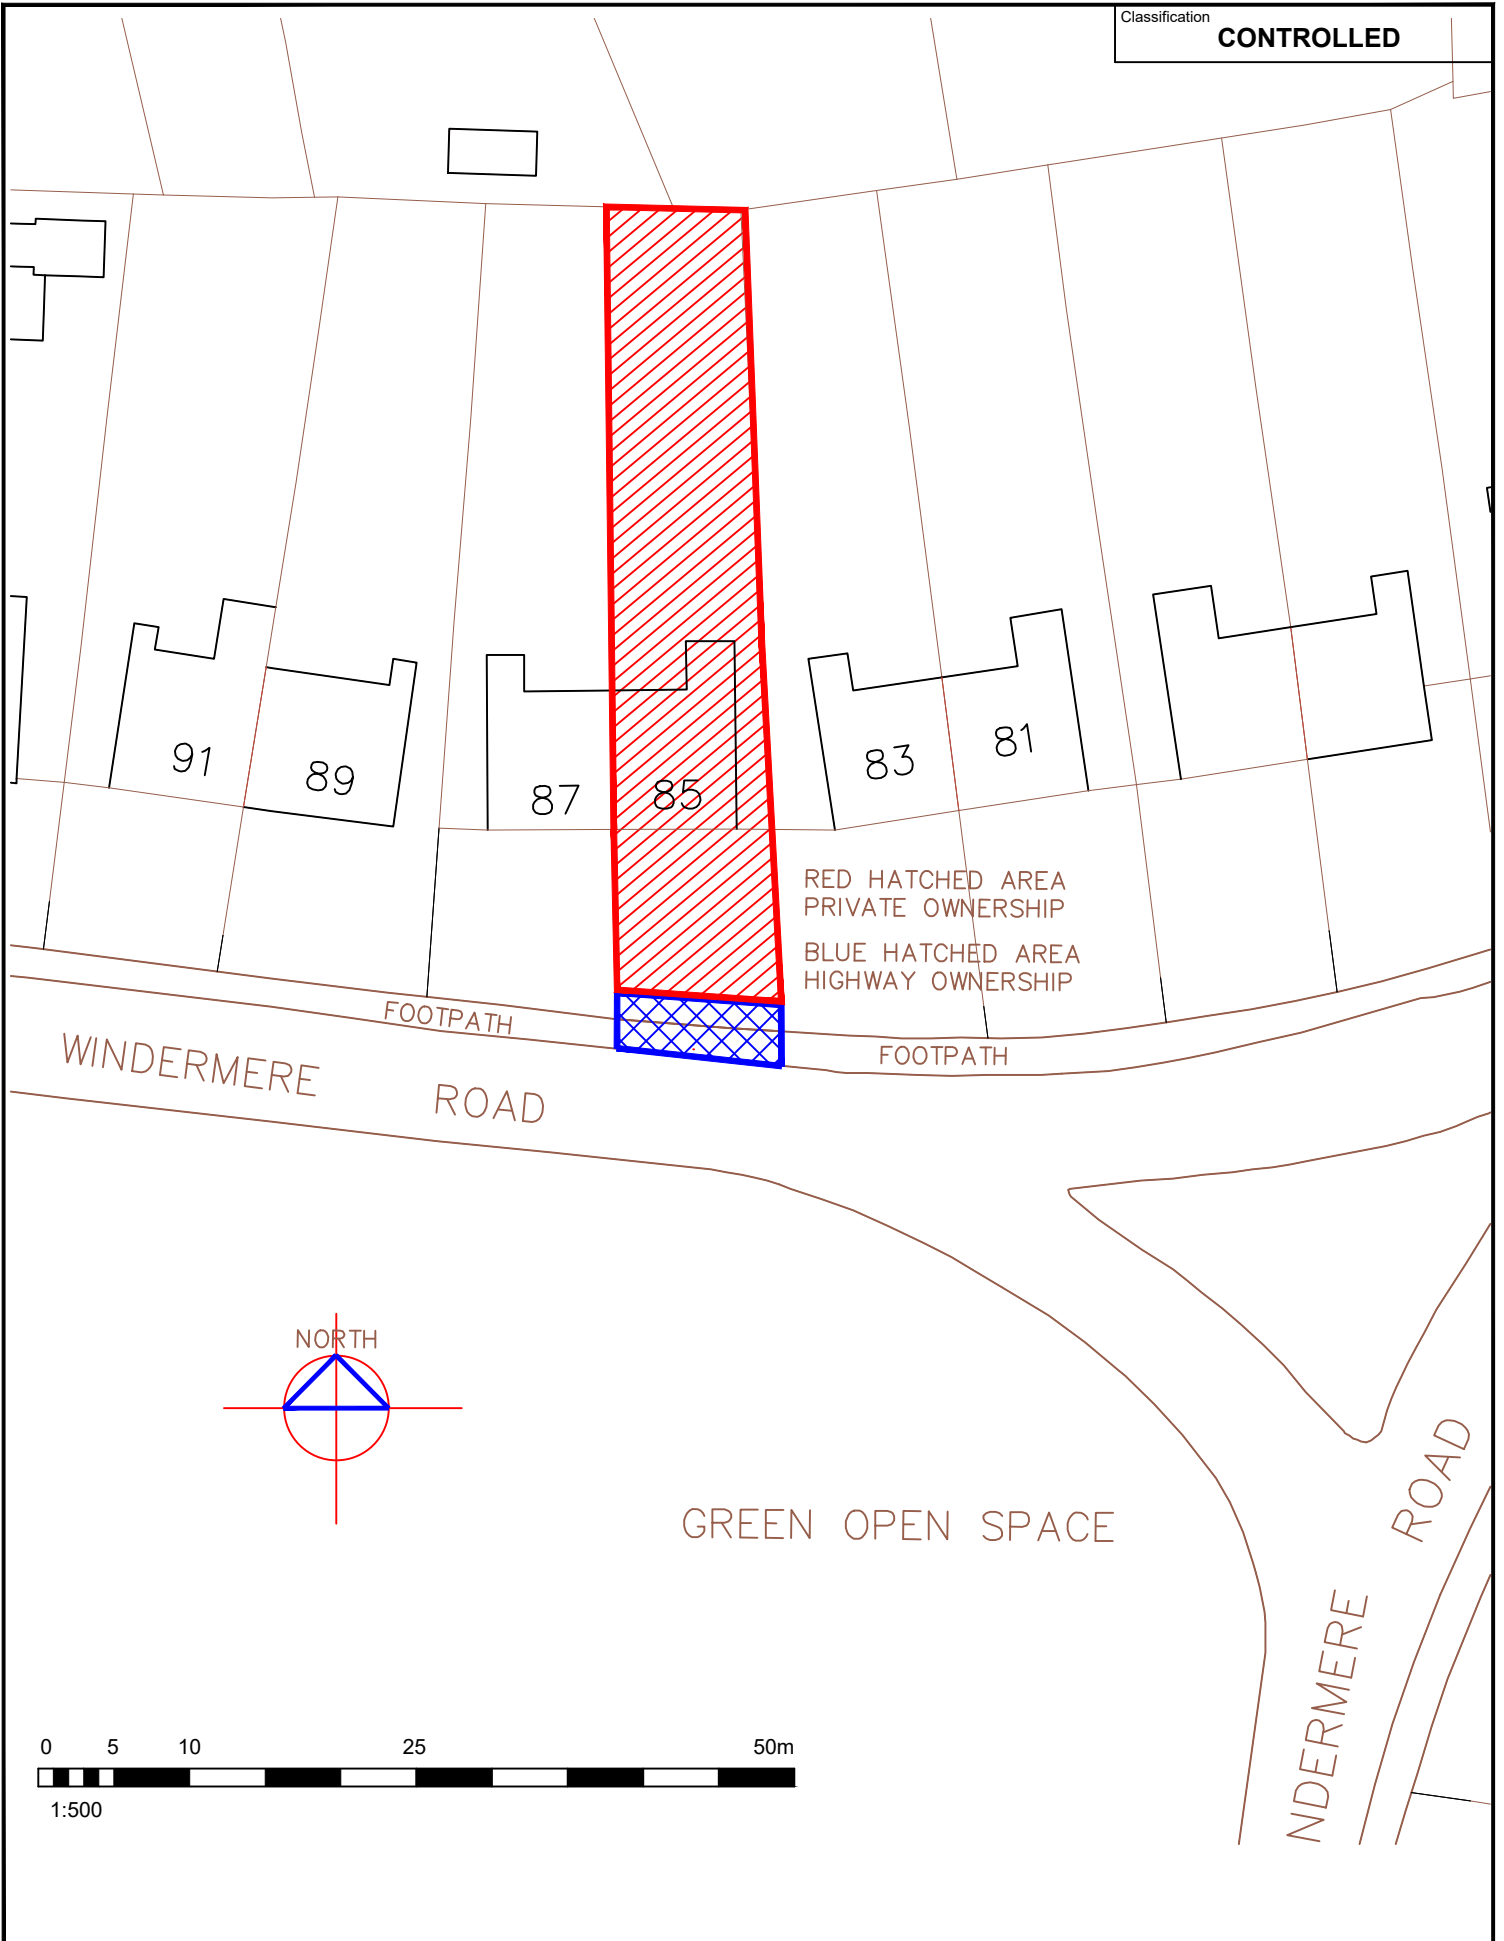 Classification
CONTROLLED
91
89
87
85
83
81
RED HATCHED AREA
PRIVATE OWNERSHIP
BLUE HATCHED AREA
HIGHWAY OWNERSHIP
FOOTPATH
FOOTPATH
WINDERMERE ROAD
NORTH
GREEN OPEN SPACE
NDERMERE ROAD
0 5 10 25 50m
1:500